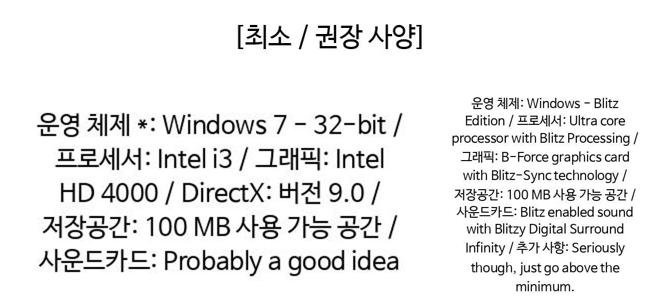 [최소 / 권장 사양]
운영 체제 *: Windows 7 - 32-bit /
프로세서: Intel i3 / 그래픽: Intel
HD 4000 / DirectX: 버전 9.0 /
저장공간: 100 MB 사용 가능 공간 /
사운드카드: Probably a good idea
운영 체제: Windows - Blitz
Edition / 프로세서: Ultra core
processor with Blitz Processing /
그래픽: B-Force graphics card
with Blitz-Sync technology /
저장공간: 100 MB 사용 가능 공간 /
사운드카드: Blitz enabled sound
with Blitzy Digital Surround
Infinity / 추가 사항: Seriously
though, just go above the
minimum.